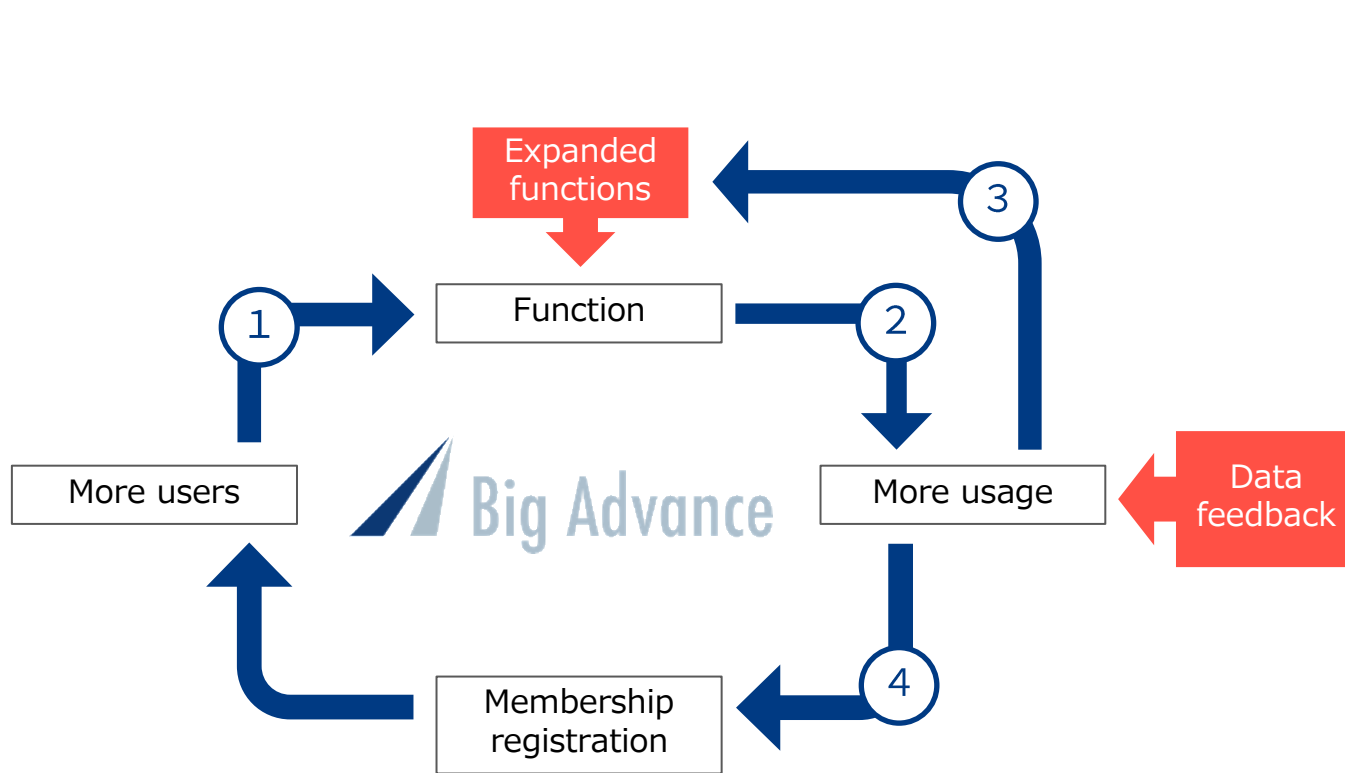 Expanded
functions
3
1
Function
2
More users
Big Advance
More usage
Data
feedback
4
Membership
registration